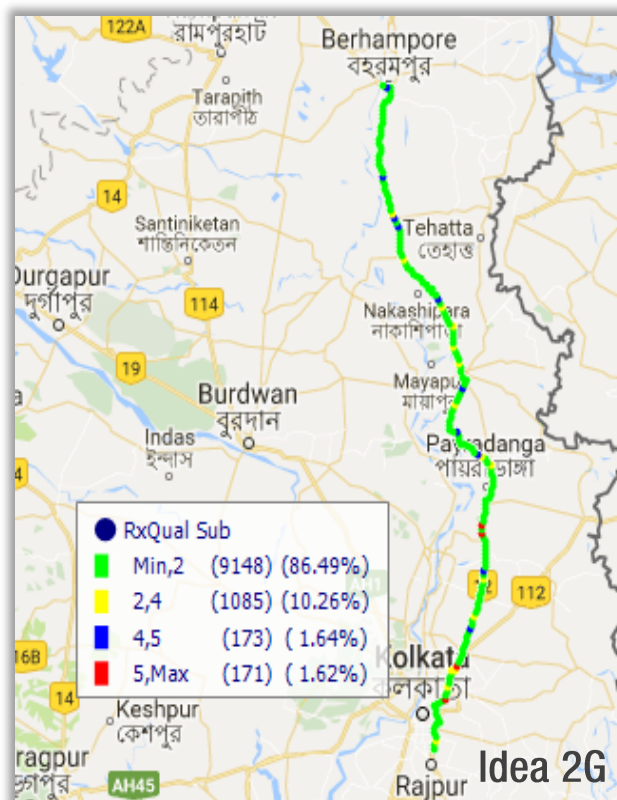 122A
রামপুরহাট
Berhampore
বহরমপুর
Tarapith
তারাপীঠ
14
Santiniketan
শান্তিনিকেতন
Tehatta
তেহাত্ত
Durgapur
দুর্গাপুর
114
Nakashipara
নাকাশিপাড়া
19
Mayapur
মায়াপুর
Burdwan
বুরদান
Indas
ইন্দাস
Payradanga
পায়রাডাঙ্গা
RxQual Sub
Min,2 (9148) (86.49%)
2,4 (1085) (10.26%)
4,5 (173) ( 1.64%)
5,Max (171) ( 1.62%)
112
16B
Kolkata
কলকাতা
14
Keshpur
কেশপুর
ragpur
AH45
Rajpur
Idea 2G